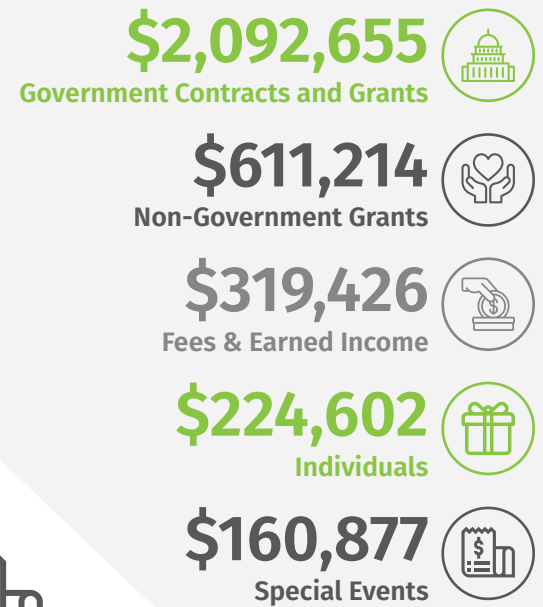 $2,092,655
Government Contracts and Grants
$611,214
Non-Government Grants
$319,426
Fees & Earned Income
$224,602
Individuals
$160,877
Special Events